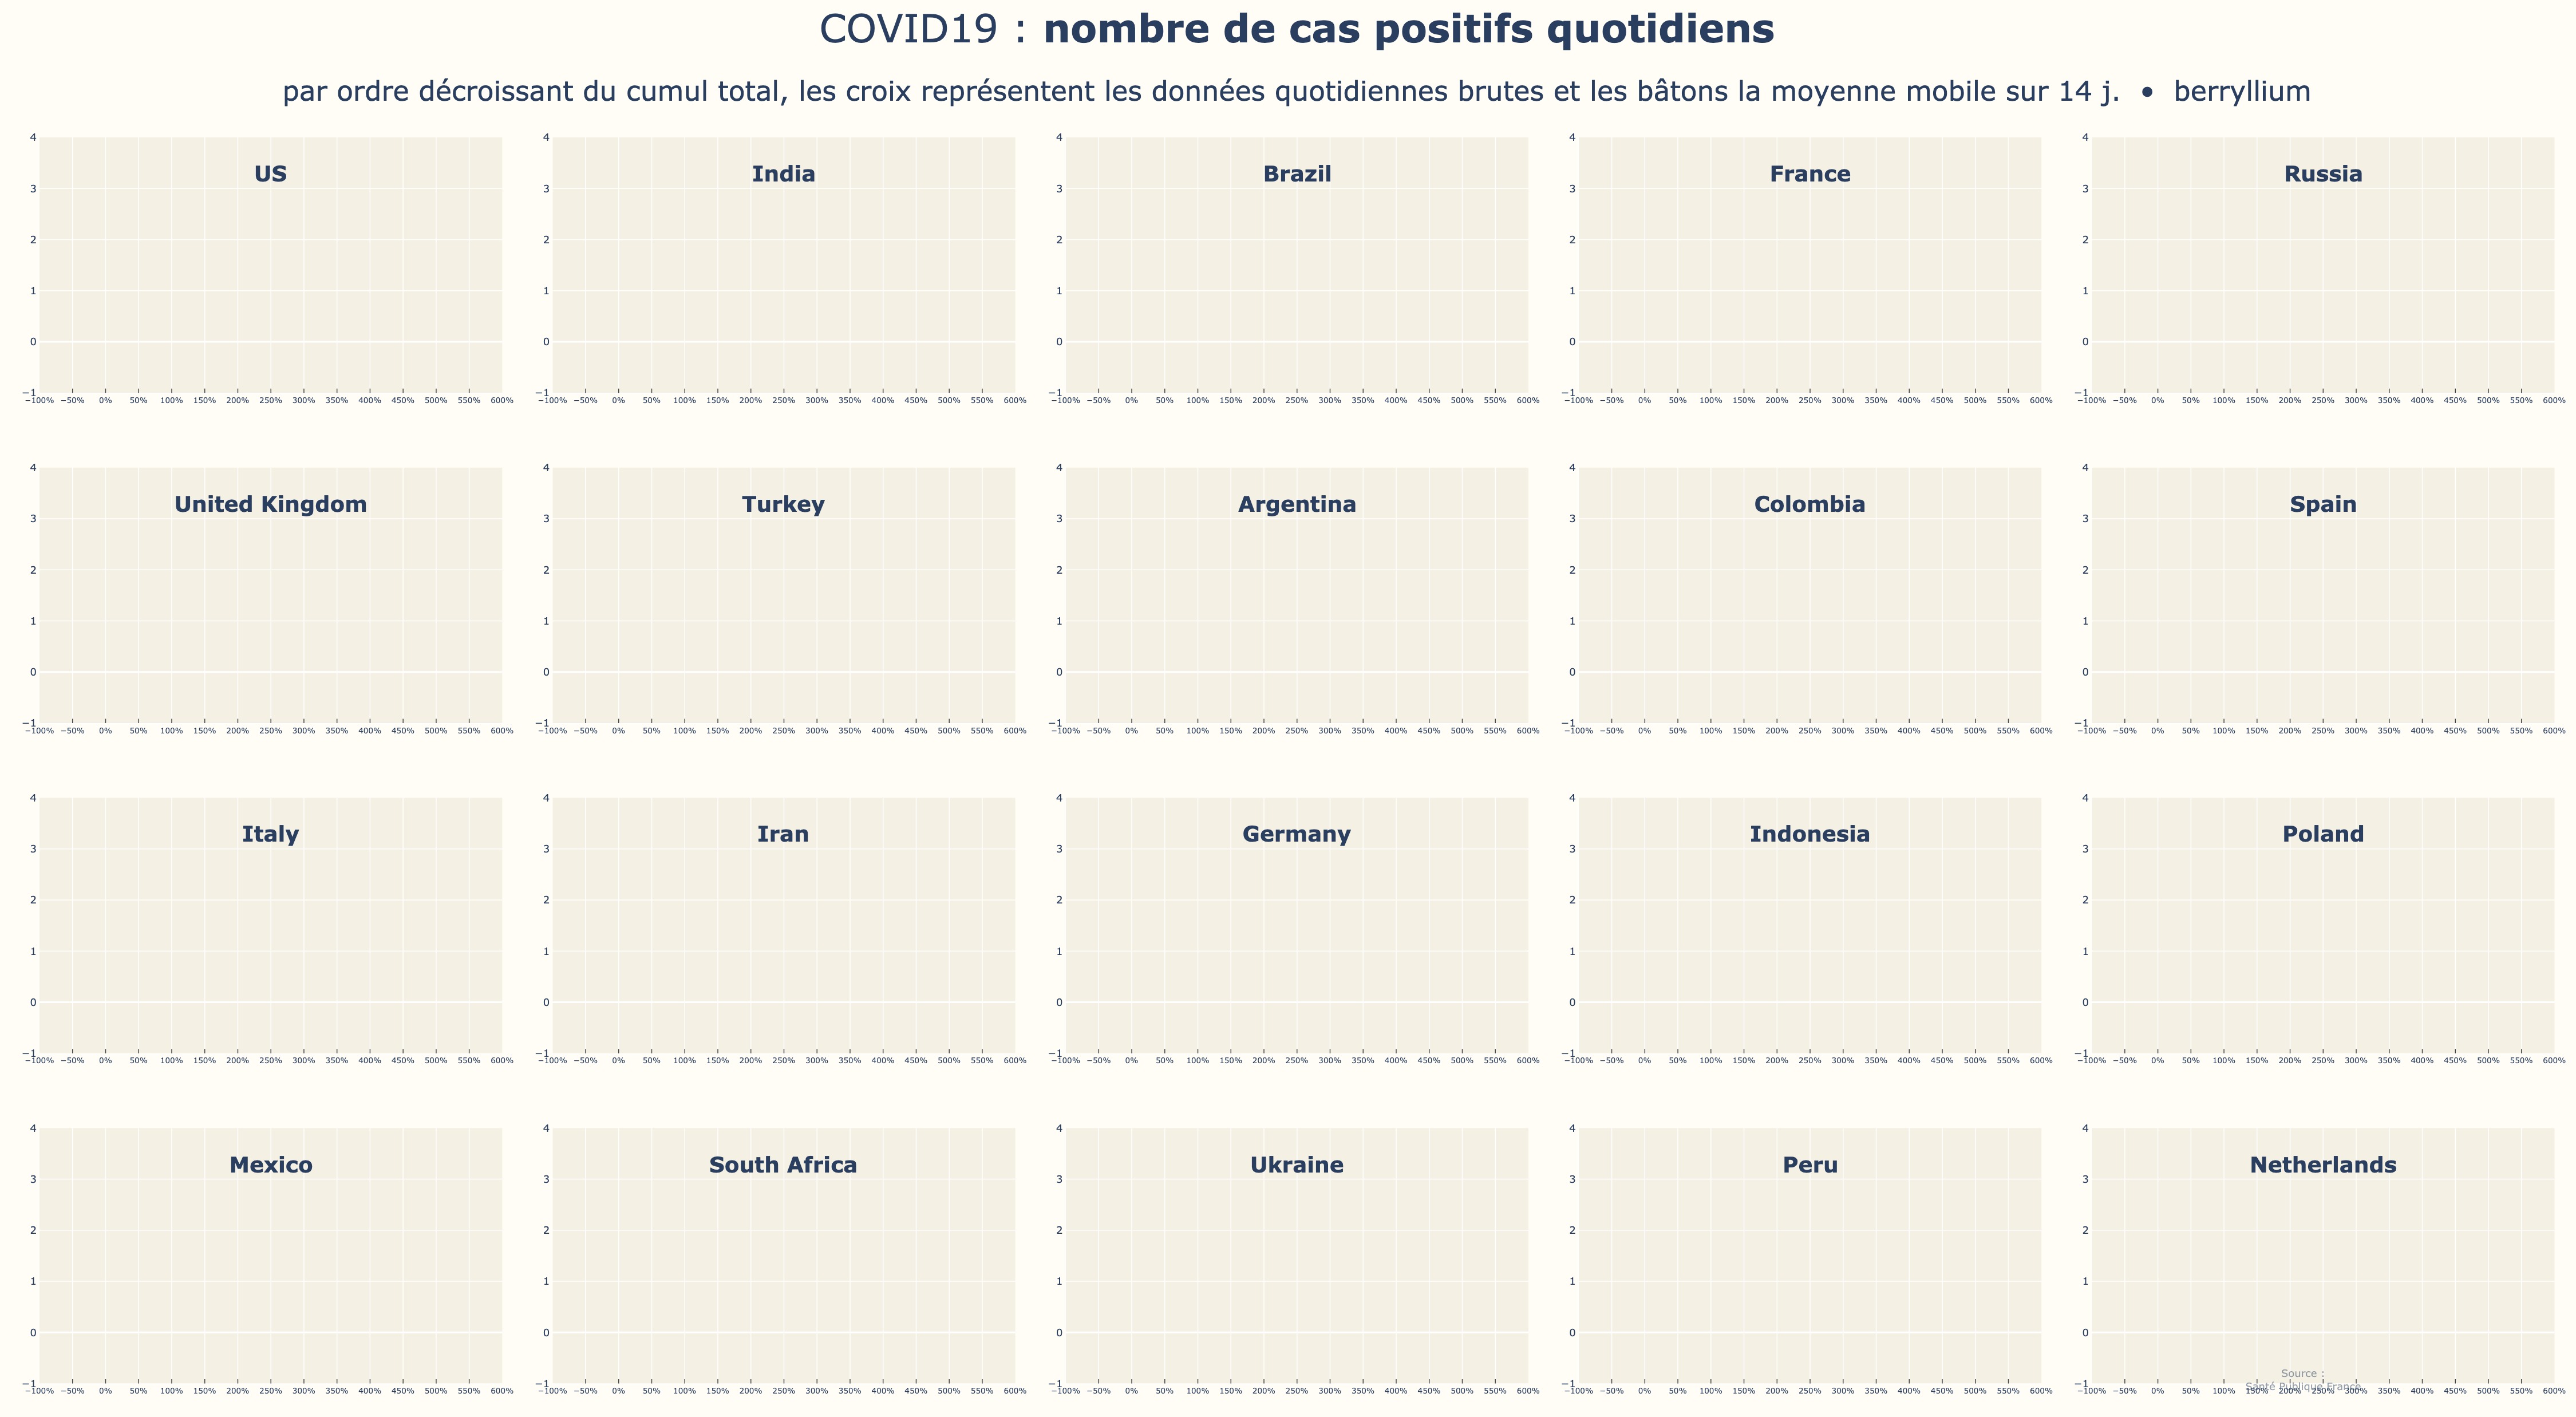 COVID19 : nombre de cas positifs quotidiens
par ordre décroissant du cumul total, les croix représentent les données quotidiennes brutes et les bâtons la moyenne mobile sur 14 j. • berryllium
US India Brazil France Russia
4 4 4 4 4
3 3 3 3 3
2 2 2 2 2
1 1 1 1 1
0 0 0 0 0
−1 −1 −1 −1 −1
−100% −50% 0% 50% 100% 150% 200% 250% 300% 350% 400% 450% 500% 550% 600% −100% −50% 0% 50% 100% 150% 200% 250% 300% 350% 400% 450% 500% 550% 600% −100% −50% 0% 50% 100% 150% 200% 250% 300% 350% 400% 450% 500% 550% 600% −100% −50% 0% 50% 100% 150% 200% 250% 300% 350% 400% 450% 500% 550% 600% −100% −50% 0% 50% 100% 150% 200% 250% 300% 350% 400% 450% 500% 550% 600%
United Kingdom Turkey Argentina Colombia Spain
4 4 4 4 4
3 3 3 3 3
2 2 2 2 2
1 1 1 1 1
0 0 0 0 0
−1 −1 −1 −1 −1
−100% −50% 0% 50% 100% 150% 200% 250% 300% 350% 400% 450% 500% 550% 600% −100% −50% 0% 50% 100% 150% 200% 250% 300% 350% 400% 450% 500% 550% 600% −100% −50% 0% 50% 100% 150% 200% 250% 300% 350% 400% 450% 500% 550% 600% −100% −50% 0% 50% 100% 150% 200% 250% 300% 350% 400% 450% 500% 550% 600% −100% −50% 0% 50% 100% 150% 200% 250% 300% 350% 400% 450% 500% 550% 600%
Italy Iran Germany Indonesia Poland
4 4 4 4 4
3 3 3 3 3
2 2 2 2 2
1 1 1 1 1
0 0 0 0 0
−1 −1 −1 −1 −1
−100% −50% 0% 50% 100% 150% 200% 250% 300% 350% 400% 450% 500% 550% 600% −100% −50% 0% 50% 100% 150% 200% 250% 300% 350% 400% 450% 500% 550% 600% −100% −50% 0% 50% 100% 150% 200% 250% 300% 350% 400% 450% 500% 550% 600% −100% −50% 0% 50% 100% 150% 200% 250% 300% 350% 400% 450% 500% 550% 600% −100% −50% 0% 50% 100% 150% 200% 250% 300% 350% 400% 450% 500% 550% 600%
Mexico South Africa Ukraine Peru Netherlands
4 4 4 4 4
3 3 3 3 3
2 2 2 2 2
1 1 1 1 1
0 0 0 0 0
−1 −1 −1 −1 −1
−100% −50% 0% 50% 100% 150% 200% 250% 300% 350% 400% 450% 500% 550% 600% −100% −50% 0% 50% 100% 150% 200% 250% 300% 350% 400% 450% 500% 550% 600% −100% −50% 0% 50% 100% 150% 200% 250% 300% 350% 400% 450% 500% 550% 600% −100% −50% 0% 50% 100% 150% 200% 250% 300% 350% 400% 450% 500% 550% 600% −100% −50% 0% 50% 100% 150% 200% 250% 300% 350% 400% 450% 500% 550% 600%
Source :
Santé Publique France